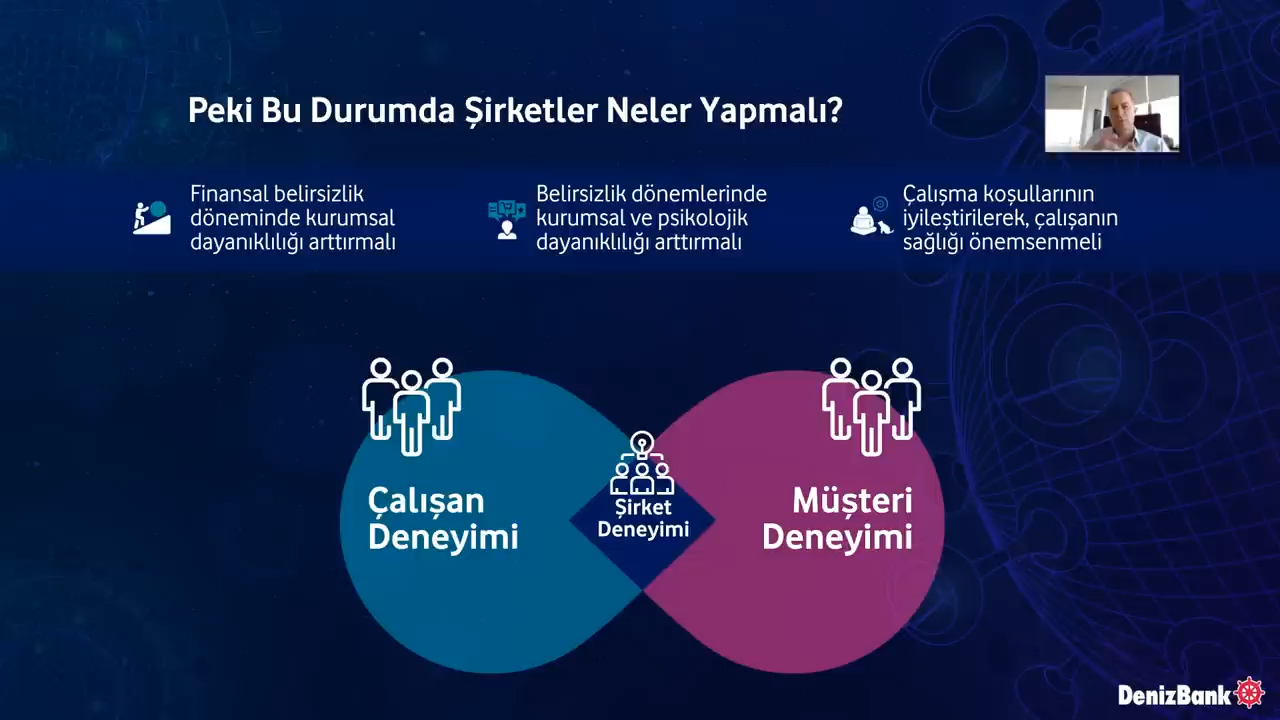 Peki Bu Durumda Şirketler Neler Yapmalı?
Finansal belirsizlik
döneminde kurumsal
dayanıklılığı arttırmalı
Belirsizlik dönemlerinde
kurumsal ve psikolojik
dayanıklılığı arttırmalı
Çalışma koşullarının
iyileştirilerek, çalışanın
sağlığı önemsenmeli
Çalışan
Deneyimi
Şirket
Deneyimi
Müşteri
Deneyimi
DenizBank